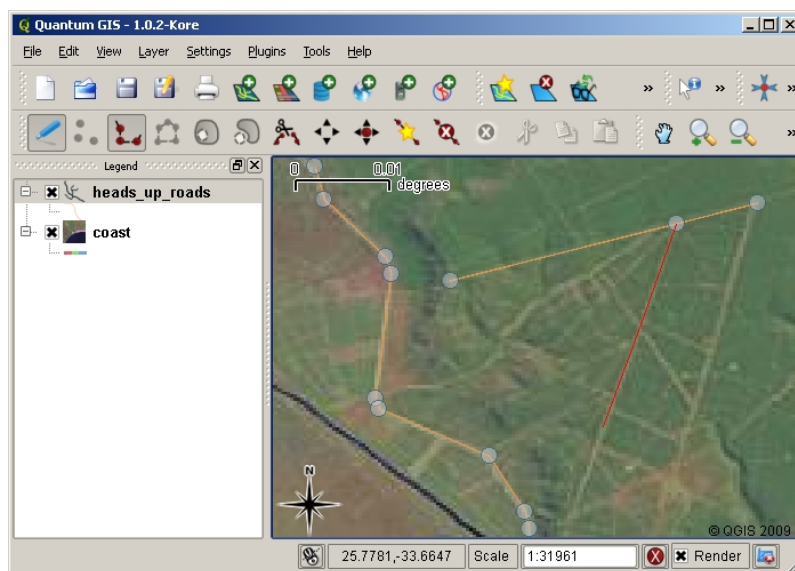 Quantum GIS - 1.0.2-Kore
File Edit View Layer Settings Plugins Tools Help
Legend
heads_up_roads
coast
0 0.01
degrees
N
© QGIS 2009
25.7781,-33.6647 Scale 1:31961 Render